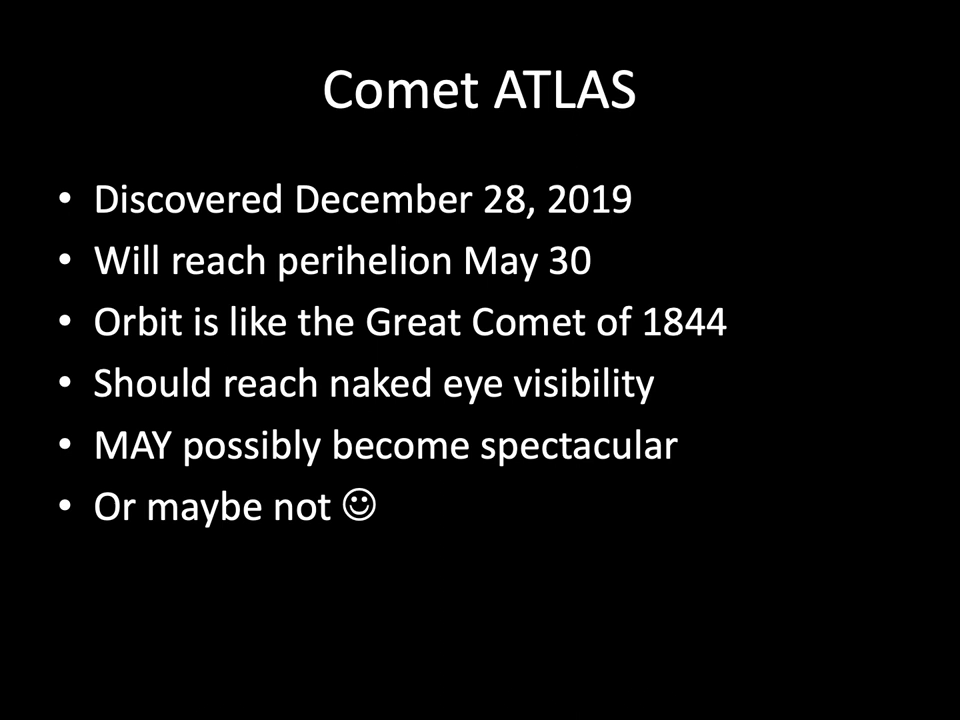 Comet ATLAS
• Discovered December 28, 2019
• Will reach perihelion May 30
• Orbit is like the Great Comet of 1844
• Should reach naked eye visibility
• MAY possibly become spectacular
• Or maybe not ☺